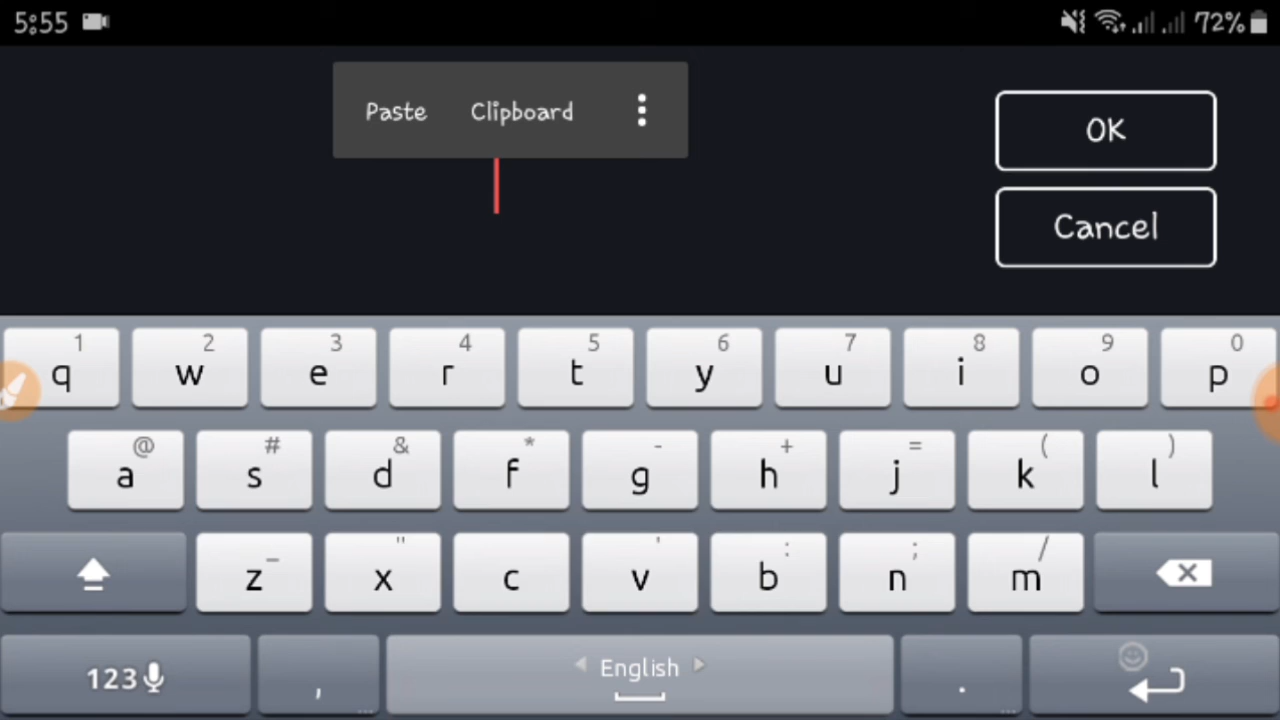 5:55 72%
Paste Clipboard
OK
Cancel
1 2 3 4 5 6 7 8 9 0
q w e r t y u i o p
@ # & * - + = ( )
a s d f g h j k l
_ " ' : ; /
z x c v b n m
123 , English .
... ...